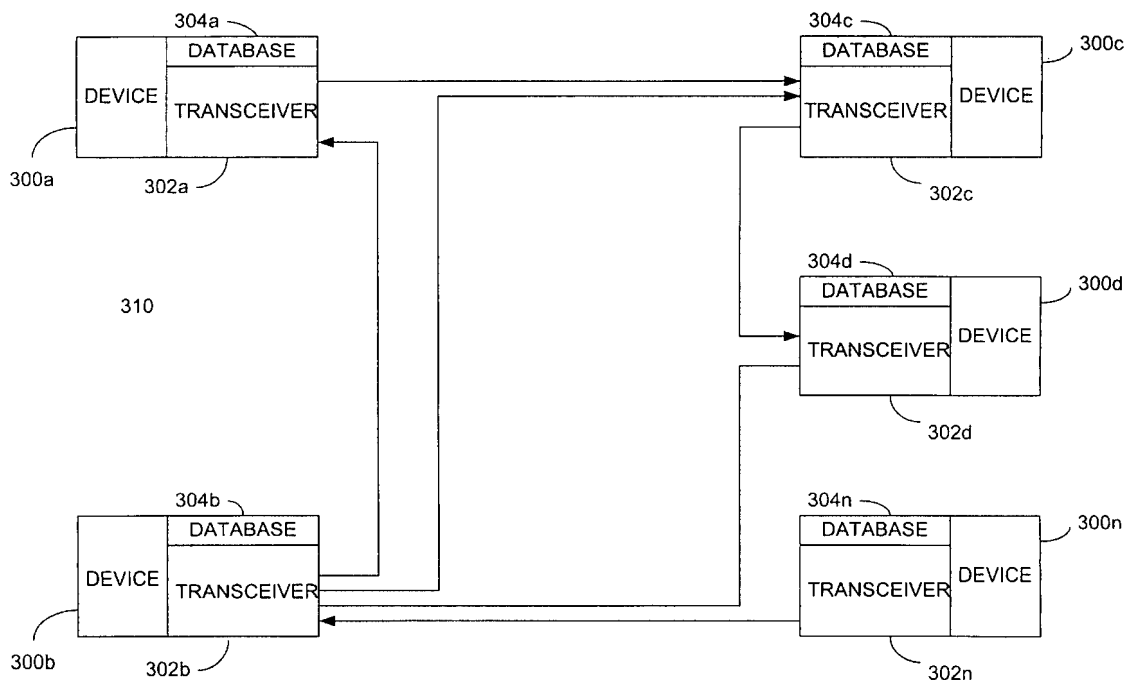 304a
DATABASE
DEVICE
TRANSCEIVER
300a
302a
304c
300c
DATABASE
TRANSCEIVER
DEVICE
302c
310
304d
300d
DATABASE
TRANSCEIVER
DEVICE
302d
304b
DATABASE
DEVICE
TRANSCEIVER
300b
302b
304n
300n
DATABASE
TRANSCEIVER
DEVICE
302n